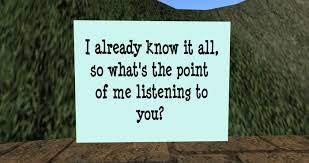 I already know it all,
so what's the point
of me listening to
you?